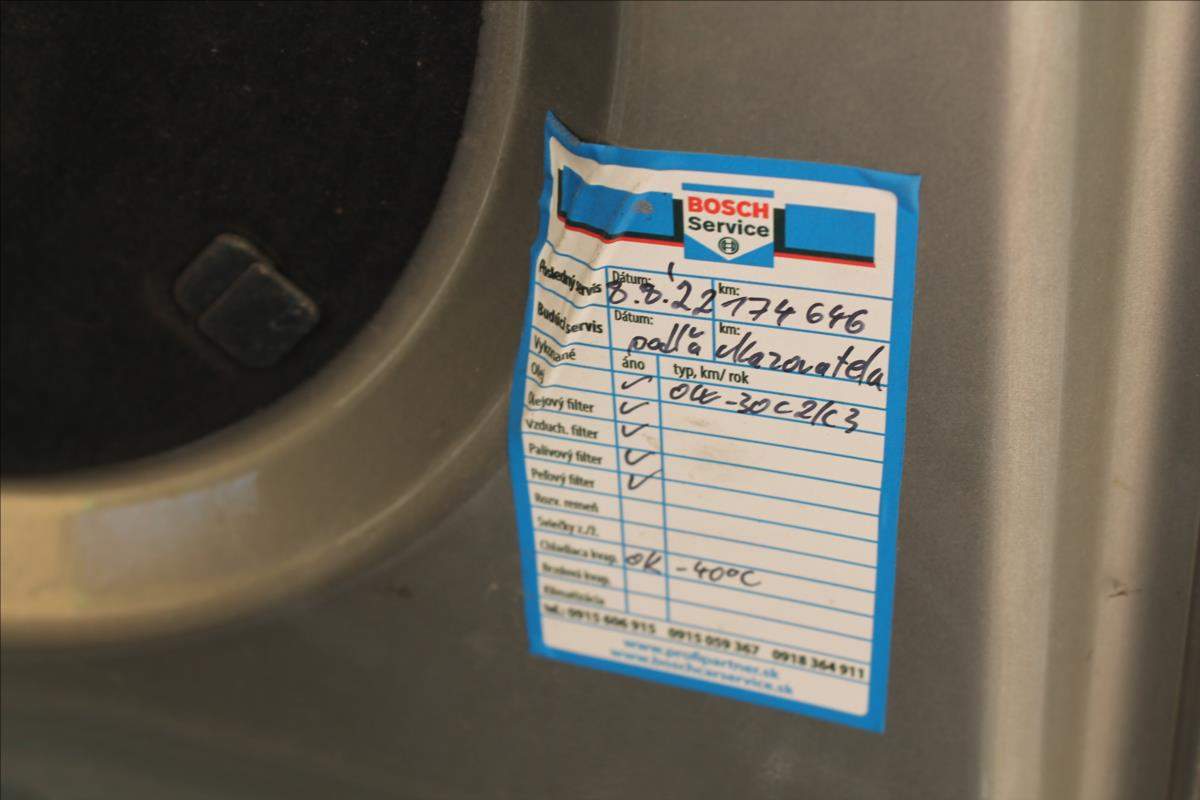 BOSCH
Service
Posledný servis Dátum: 8.8.22 km: 174 646
Budúci servis Dátum: podľa km: ukazovateľa
Vykonané áno typ, km/ rok
Olej ✓ 0W-30 C2/C3
Olejový filter ✓
Vzduch. filter ✓
Palivový filter ✓
Peľový filter ✓
Rozv. remeň
Sviečky z./ž.
Chladiaca kvap. OK -40°C
Brzdová kvap.
Klimatizácia
tel.: 0915 606 915 0915 059 367 0918 364 911
www.profipartner.sk
www.boschcarservice.sk